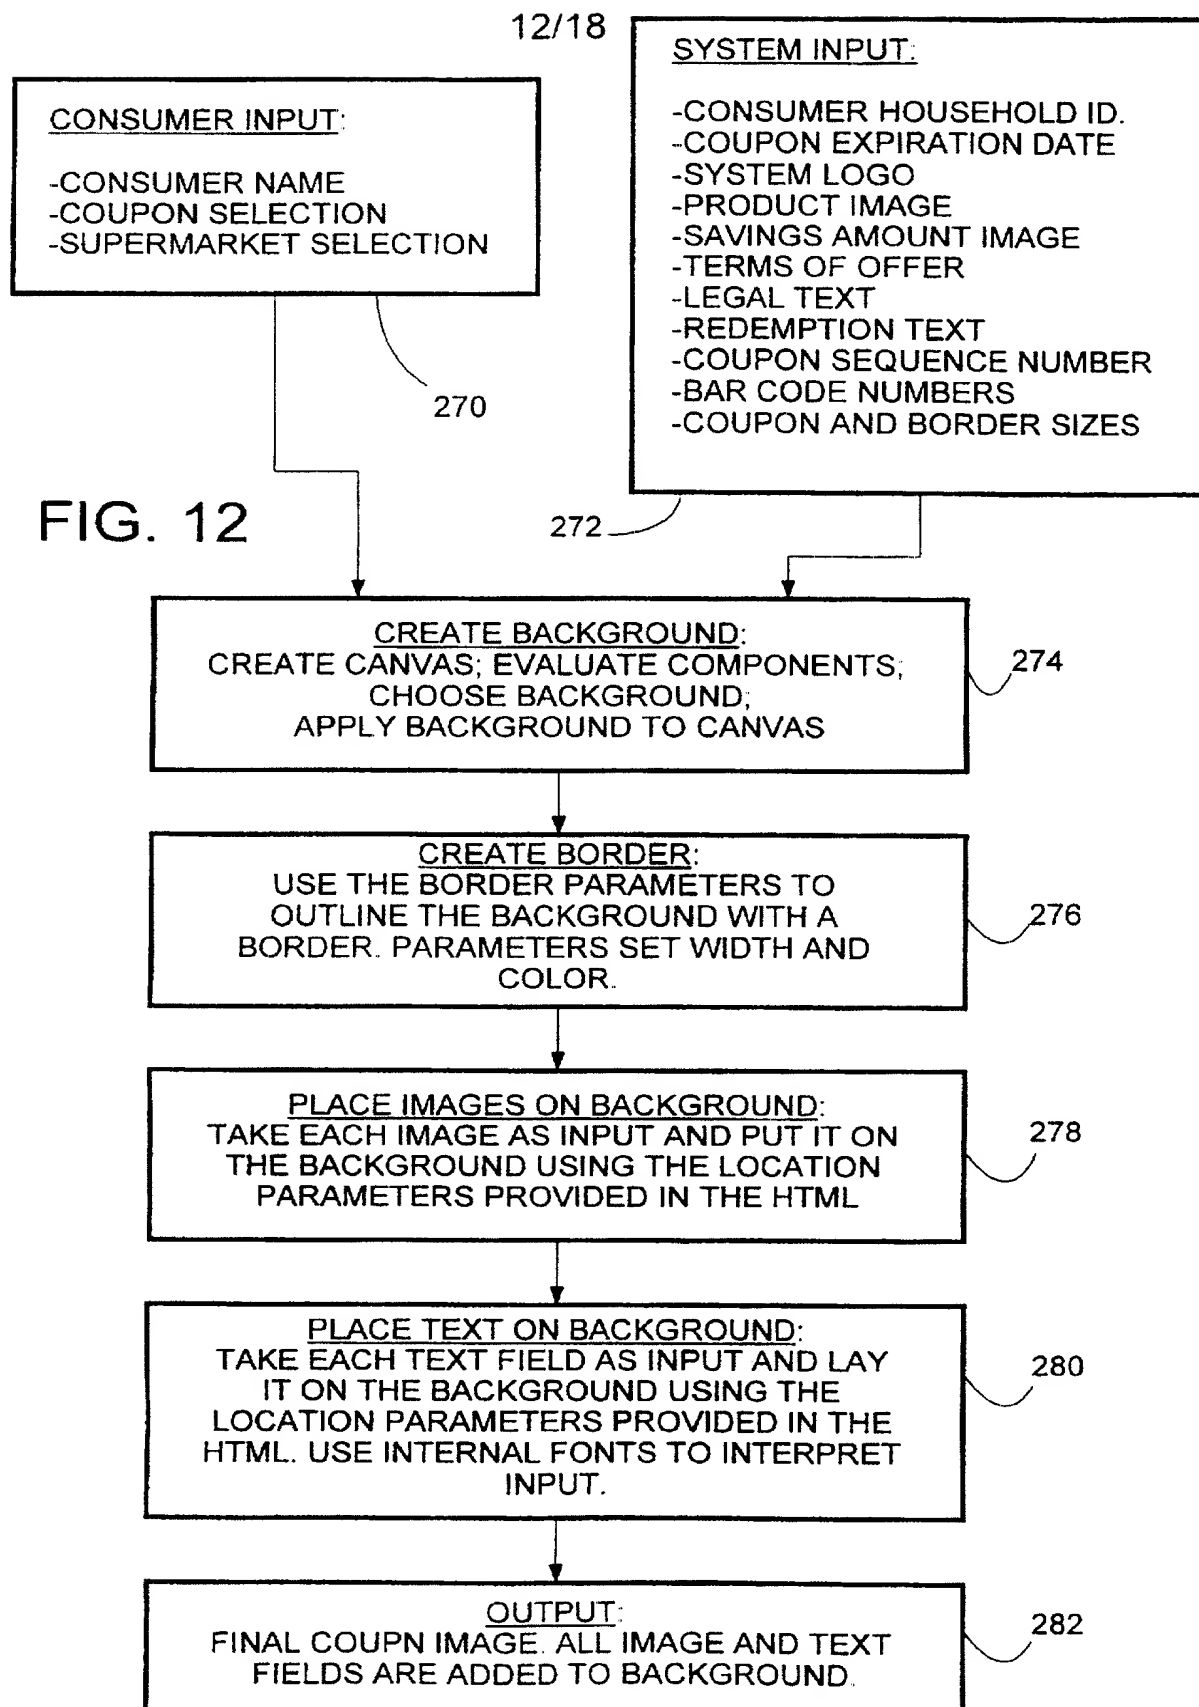 12/18
CONSUMER INPUT:
-CONSUMER NAME
-COUPON SELECTION
-SUPERMARKET SELECTION
270
SYSTEM INPUT:
-CONSUMER HOUSEHOLD ID.
-COUPON EXPIRATION DATE
-SYSTEM LOGO
-PRODUCT IMAGE
-SAVINGS AMOUNT IMAGE
-TERMS OF OFFER
-LEGAL TEXT
-REDEMPTION TEXT
-COUPON SEQUENCE NUMBER
-BAR CODE NUMBERS
-COUPON AND BORDER SIZES
272
FIG. 12
CREATE BACKGROUND:
CREATE CANVAS; EVALUATE COMPONENTS;
CHOOSE BACKGROUND;
APPLY BACKGROUND TO CANVAS
274
CREATE BORDER:
USE THE BORDER PARAMETERS TO
OUTLINE THE BACKGROUND WITH A
BORDER. PARAMETERS SET WIDTH AND
COLOR.
276
PLACE IMAGES ON BACKGROUND:
TAKE EACH IMAGE AS INPUT AND PUT IT ON
THE BACKGROUND USING THE LOCATION
PARAMETERS PROVIDED IN THE HTML
278
PLACE TEXT ON BACKGROUND:
TAKE EACH TEXT FIELD AS INPUT AND LAY
IT ON THE BACKGROUND USING THE
LOCATION PARAMETERS PROVIDED IN THE
HTML. USE INTERNAL FONTS TO INTERPRET
INPUT.
280
OUTPUT:
FINAL COUPN IMAGE. ALL IMAGE AND TEXT
FIELDS ARE ADDED TO BACKGROUND.
282